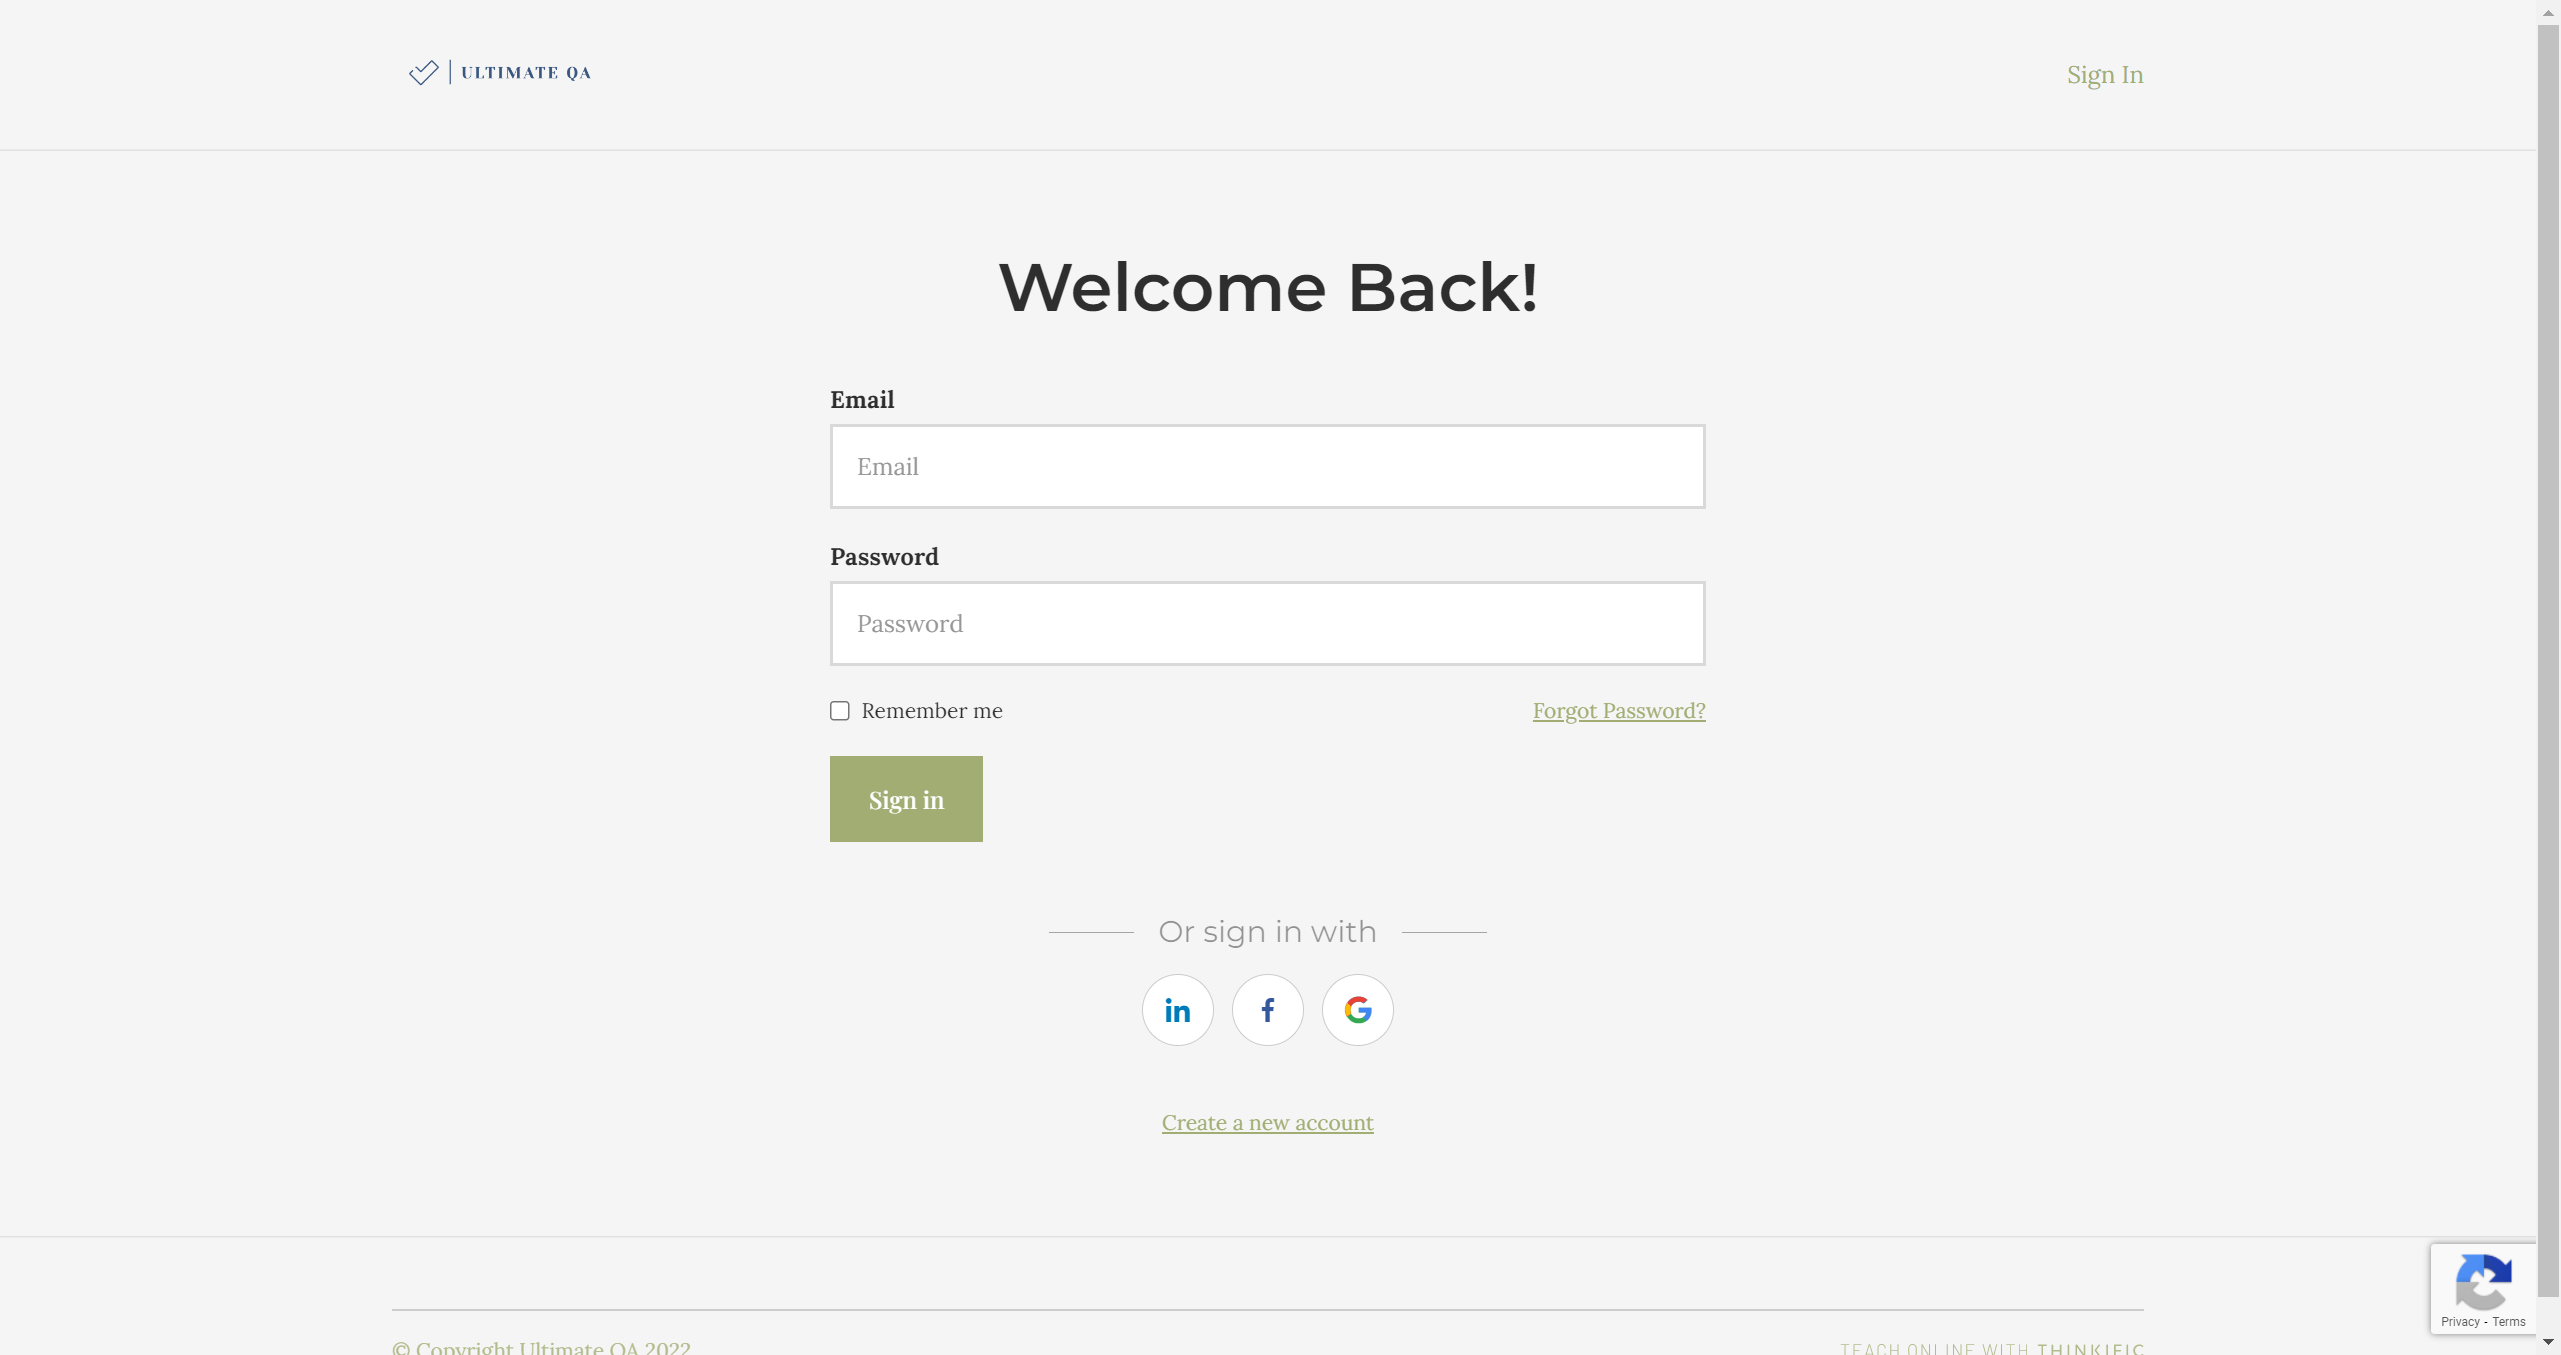 ULTIMATE QA
Sign In
Welcome Back!
Email
Email
Password
Password
Remember me
Forgot Password?
Sign in
Or sign in with
in
f
G
Create a new account
Privacy - Terms
© Copyright Ultimate QA 2022
TEACH ONLINE WITH THINKIFIC